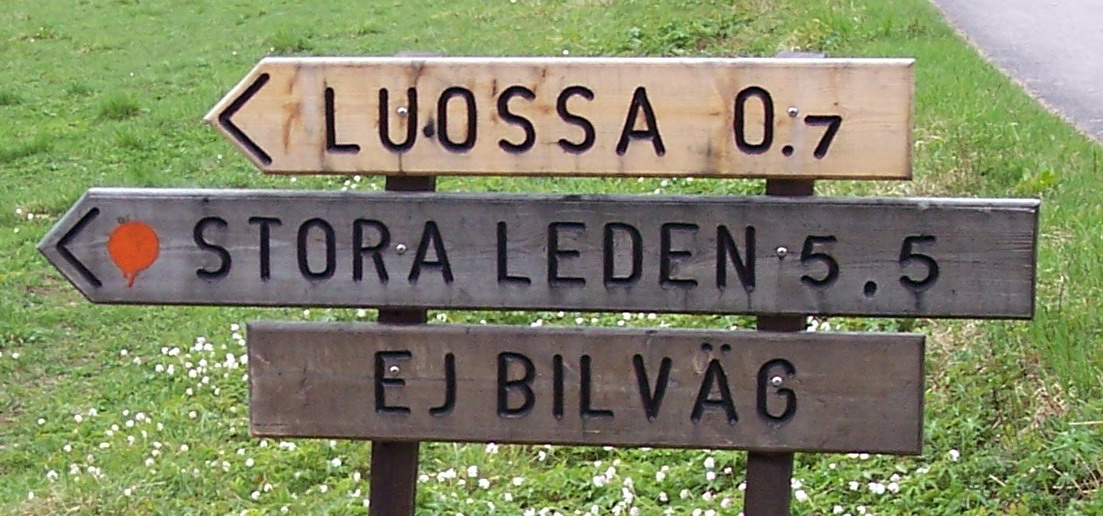 LUOSSA 0.7
STORA LEDEN 5.5
EJ BILVÄG